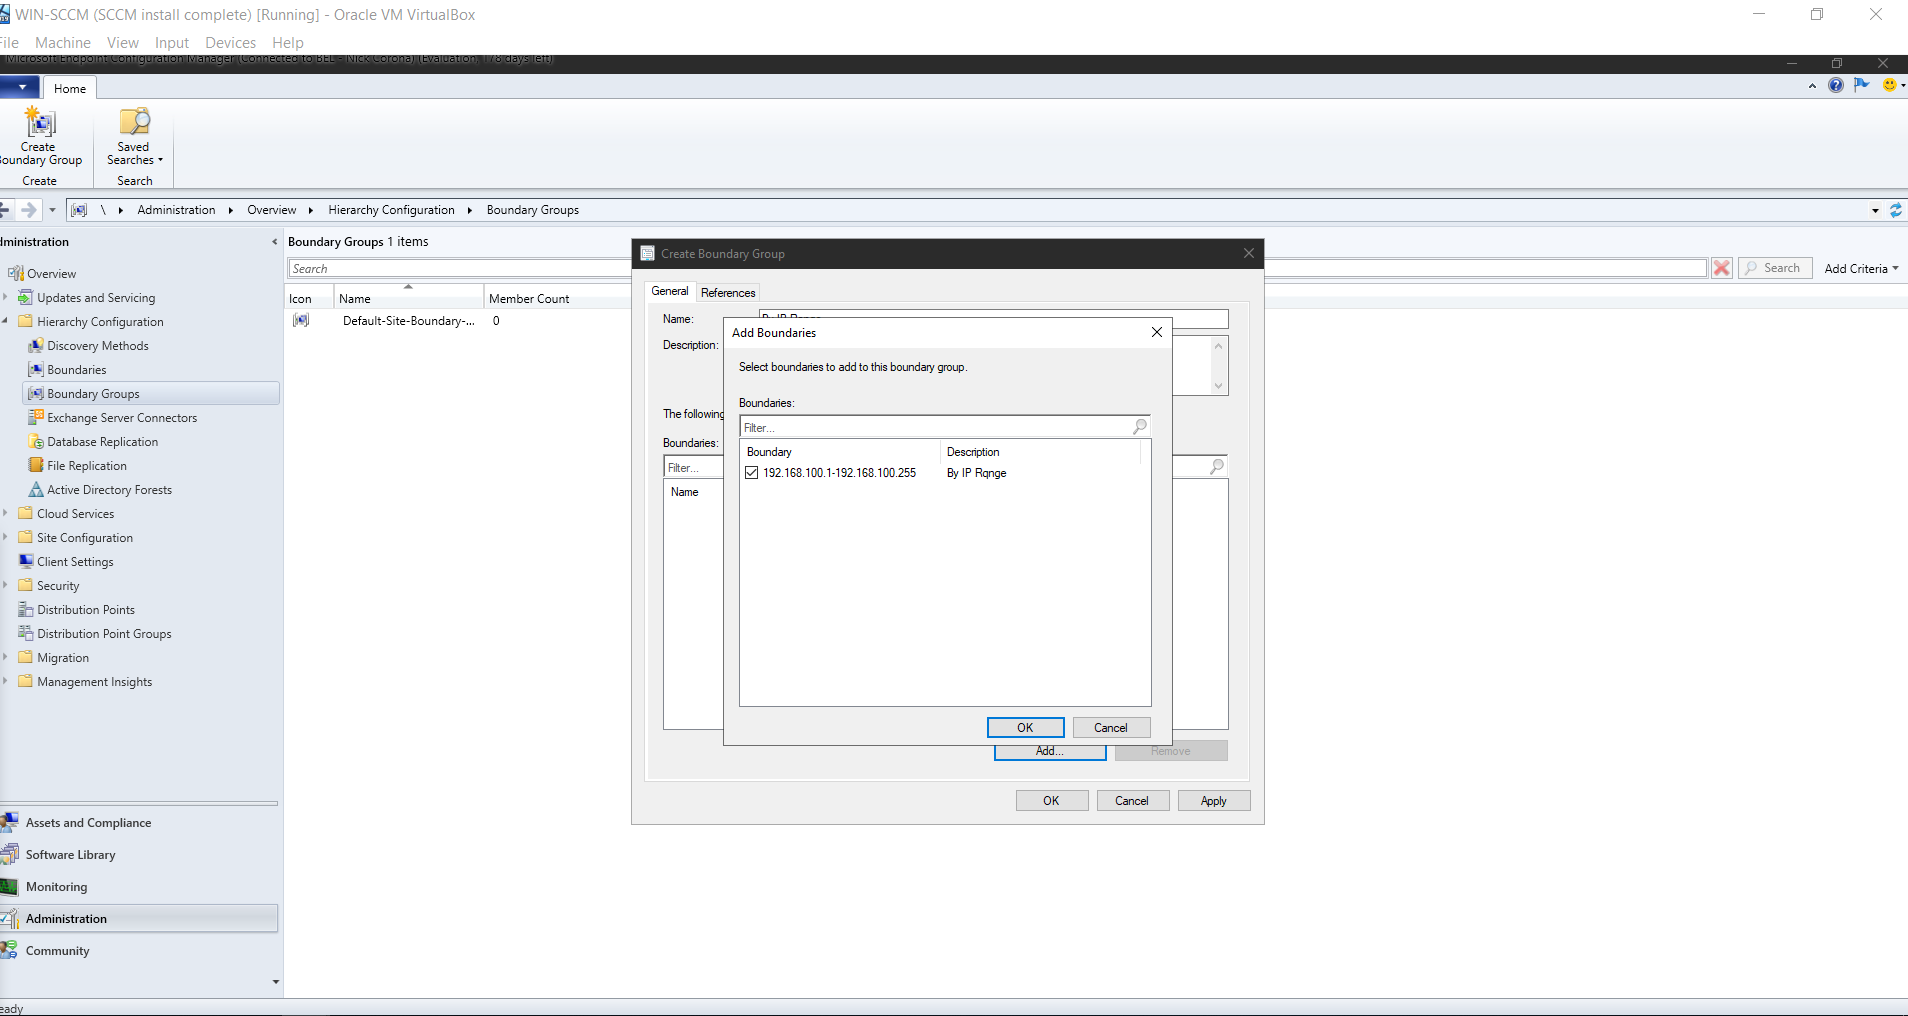 WIN-SCCM (SCCM install complete) [Running] - Oracle VM VirtualBox
File Machine View Input Devices Help
Microsoft Endpoint Configuration Manager (Connected to BEL - Nick Corona) (Evaluation, 178 days left)
Home
Create
Boundary Group
Saved
Searches
Create
Search
\ Administration Overview Hierarchy Configuration Boundary Groups
dministration
Overview
Updates and Servicing
Hierarchy Configuration
Discovery Methods
Boundaries
Boundary Groups
Exchange Server Connectors
Database Replication
File Replication
Active Directory Forests
Cloud Services
Site Configuration
Client Settings
Security
Distribution Points
Distribution Point Groups
Migration
Management Insights
Assets and Compliance
Software Library
Monitoring
Administration
Community
eady
Boundary Groups 1 items
Search
Search
Add Criteria
Icon Name Member Count
Default-Site-Boundary-... 0
Create Boundary Group
General References
Name: By IP Rqnge
Description:
The following
Boundaries:
Filter...
Name
Add... Remove
OK Cancel Apply
Add Boundaries
Select boundaries to add to this boundary group.
Boundaries:
Filter...
Boundary Description
192.168.100.1-192.168.100.255 By IP Rqnge
OK Cancel